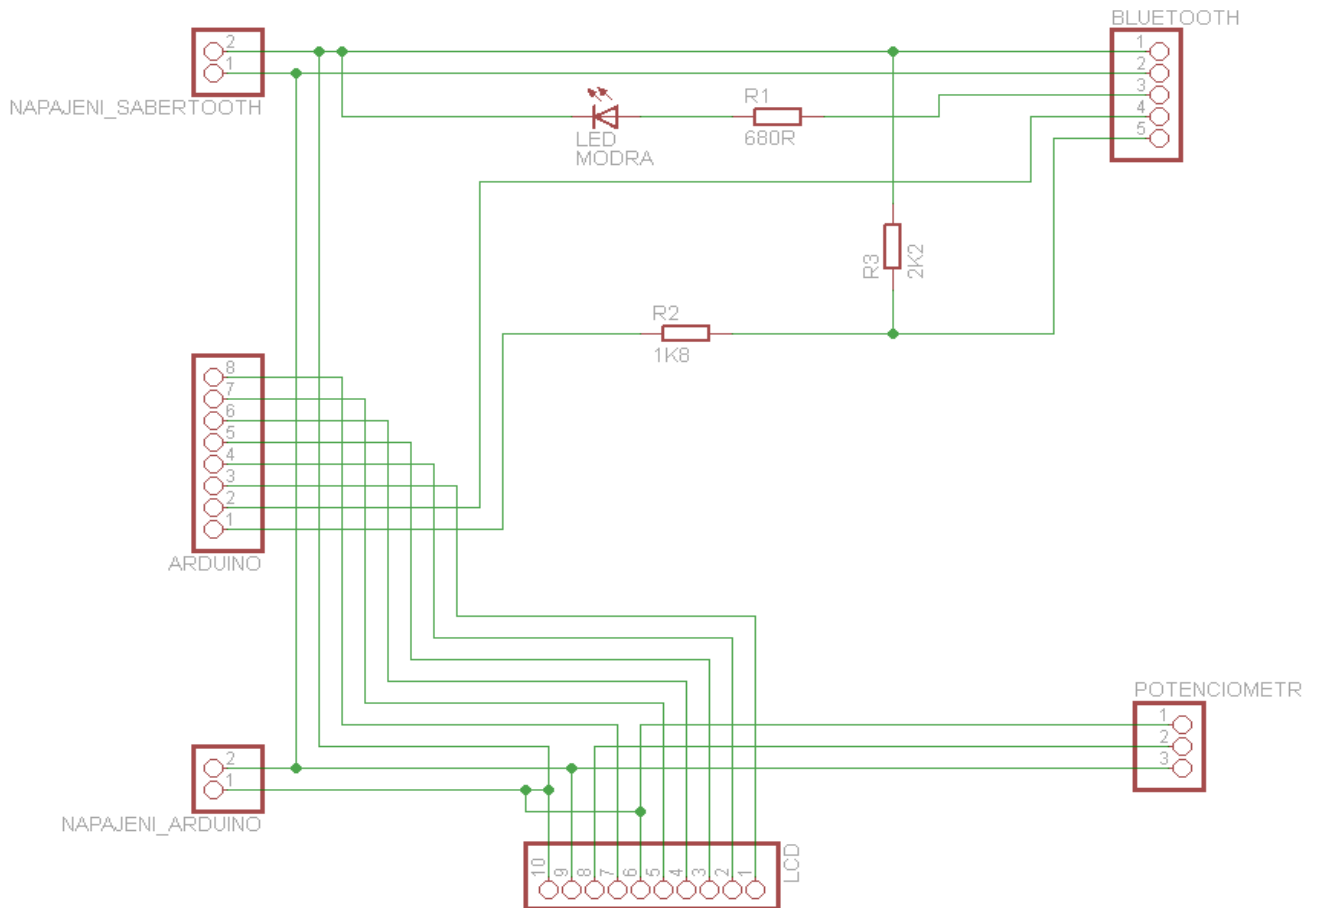 BLUETOOTH
2
1
NAPAJENI_SABERTOOTH
1
2
3
4
5
R1
680R
LED
MODRA
R3
2K2
R2
1K8
8
7
6
5
4
3
2
1
ARDUINO
POTENCIOMETR
1
2
3
2
1
NAPAJENI_ARDUINO
10
9
8
7
6
5
4
3
2
1
LCD